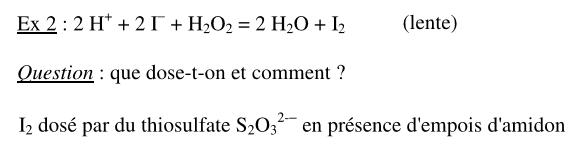 Ex 2 : 2 H⁺ + 2 I⁻ + H₂O₂ = 2 H₂O + I₂ (lente)
Question : que dose-t-on et comment ?
I₂ dosé par du thiosulfate S₂O₃²⁻ en présence d'empois d'amidon